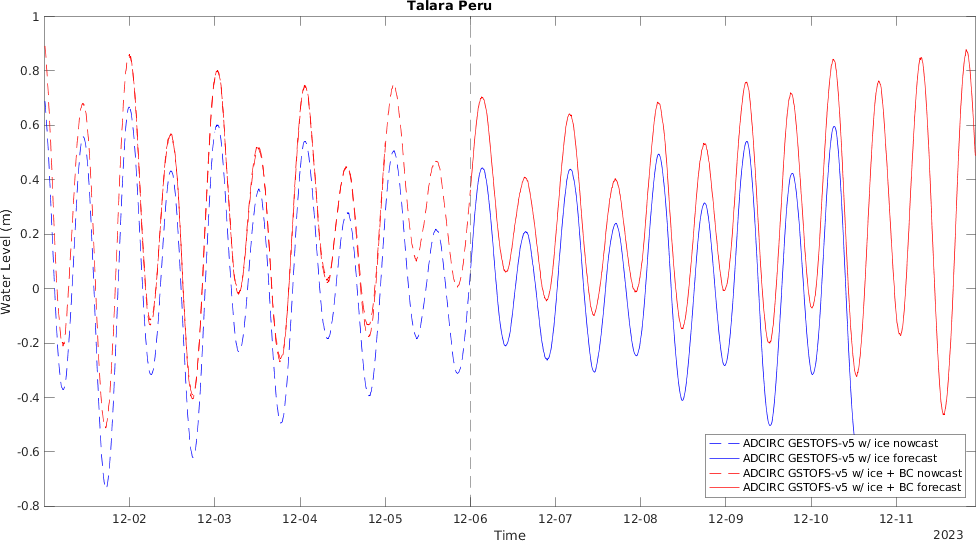 Talara Peru
1
0.8
0.6
0.4
0.2
0
-0.2
-0.4
-0.6
-0.8
Water Level (m)
12-02 12-03 12-04 12-05 12-06 12-07 12-08 12-09 12-10 12-11
Time
2023
ADCIRC GESTOFS-v5 w/ ice nowcast
ADCIRC GESTOFS-v5 w/ ice forecast
ADCIRC GSTOFS-v5 w/ ice + BC nowcast
ADCIRC GSTOFS-v5 w/ ice + BC forecast